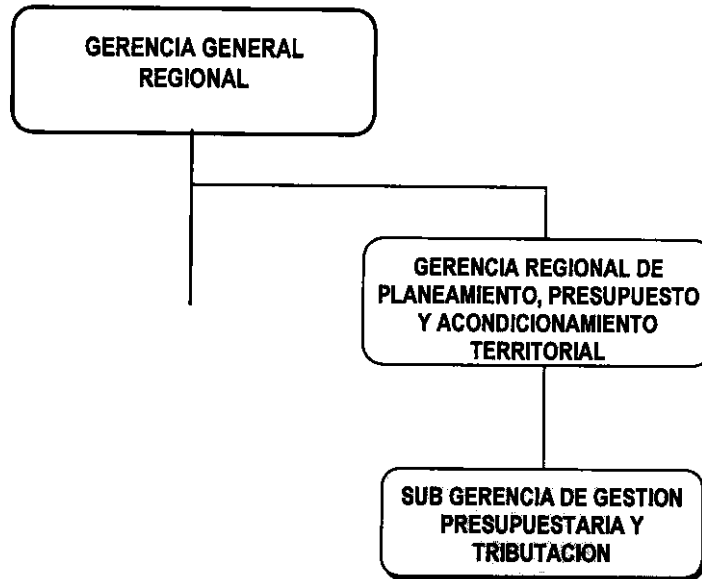 GERENCIA GENERAL
REGIONAL
GERENCIA REGIONAL DE
PLANEAMIENTO, PRESUPUESTO
Y ACONDICIONAMIENTO
TERRITORIAL
SUB GERENCIA DE GESTION
PRESUPUESTARIA Y
TRIBUTACION